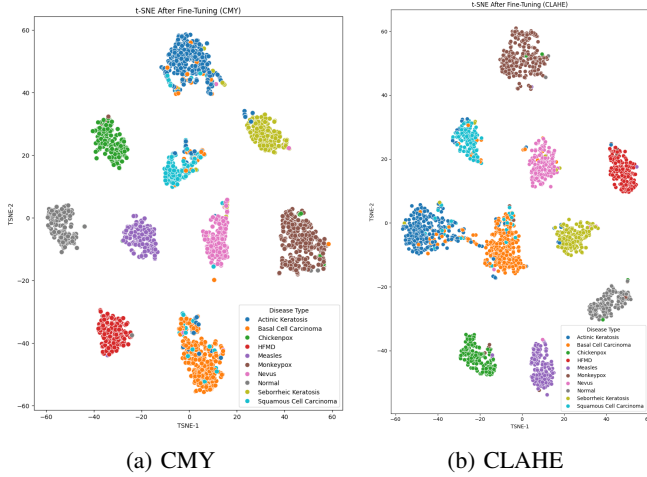 t-SNE After Fine-Tuning (CMY)
60
40
20
0
−20
−40
−60
TSNE-2
−60
−40
−20
0
20
40
60
TSNE-1
Disease Type
Actinic Keratosis
Basal Cell Carcinoma
Chickenpox
HFMD
Measles
Monkeypox
Nevus
Normal
Seborrheic Keratosis
Squamous Cell Carcinoma
(a) CMY
t-SNE After Fine-Tuning (CLAHE)
60
40
20
0
−20
−40
TSNE-2
−60
−40
−20
0
20
40
TSNE-1
Disease Type
Actinic Keratosis
Basal Cell Carcinoma
Chickenpox
HFMD
Measles
Monkeypox
Nevus
Normal
Seborrheic Keratosis
Squamous Cell Carcinoma
(b) CLAHE